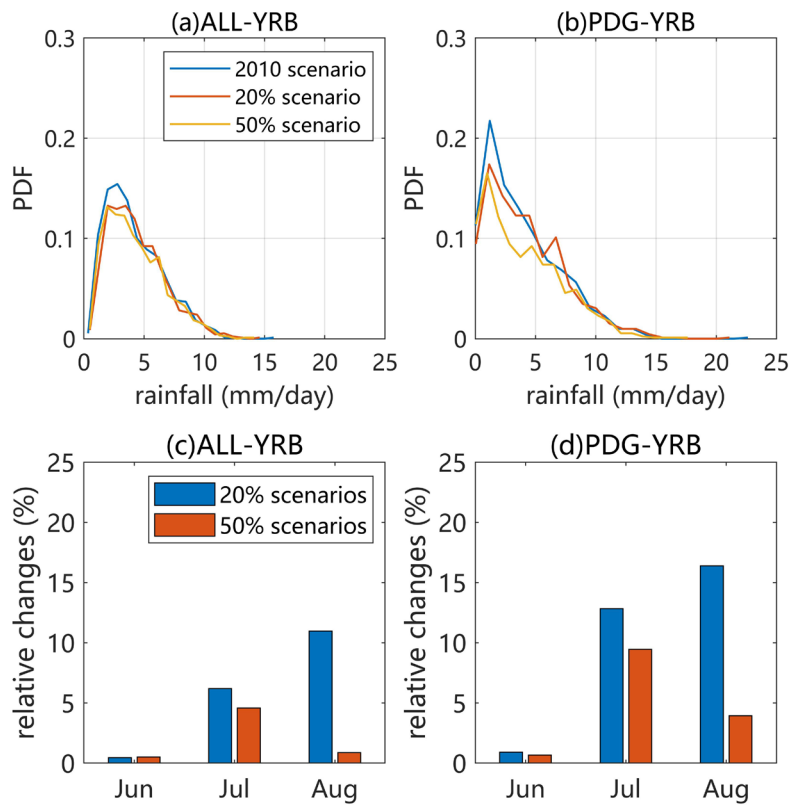 (a)ALL-YRB
0.3
0.2
0.1
0
PDF
2010 scenario
20% scenario
50% scenario
0 5 10 15 20 25
rainfall (mm/day)
(b)PDG-YRB
0.3
0.2
0.1
0
PDF
0 5 10 15 20 25
rainfall (mm/day)
(c)ALL-YRB
25
20
15
10
5
0
relative changes (%)
20% scenarios
50% scenarios
Jun Jul Aug
(d)PDG-YRB
25
20
15
10
5
0
relative changes (%)
Jun Jul Aug